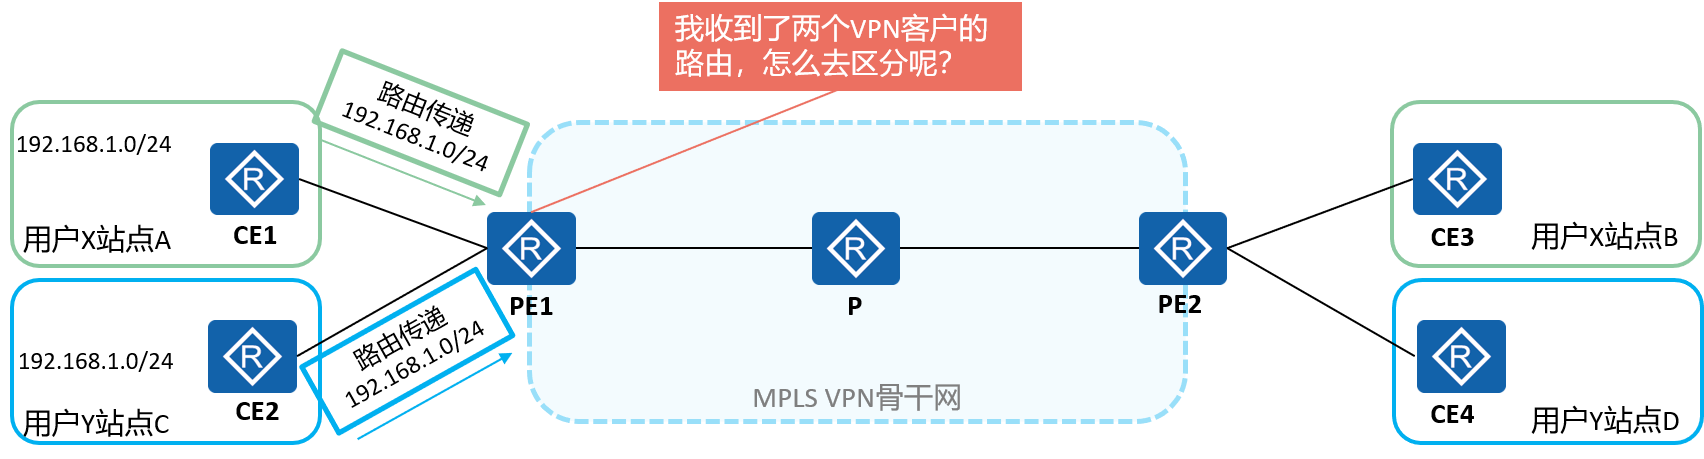 我收到了两个VPN客户的
路由，怎么去区分呢？
路由传递
192.168.1.0/24
192.168.1.0/24
R
CE1
用户X站点A
192.168.1.0/24
R
CE2
用户Y站点C
路由传递
192.168.1.0/24
R
PE1
R
P
R
PE2
MPLS VPN骨干网
R
CE3
用户X站点B
R
CE4
用户Y站点D